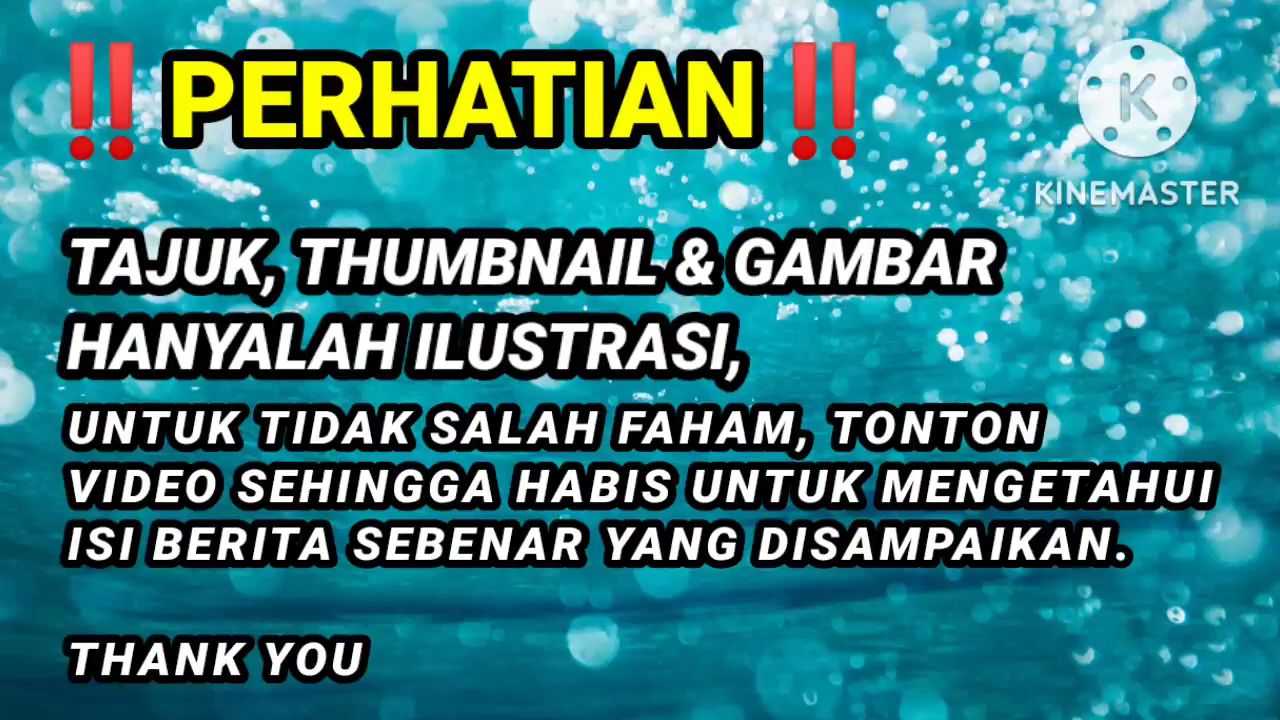 ‼PERHATIAN‼
KINEMASTER
TAJUK, THUMBNAIL & GAMBAR
HANYALAH ILUSTRASI,
UNTUK TIDAK SALAH FAHAM, TONTON
VIDEO SEHINGGA HABIS UNTUK MENGETAHUI
ISI BERITA SEBENAR YANG DISAMPAIKAN.
THANK YOU